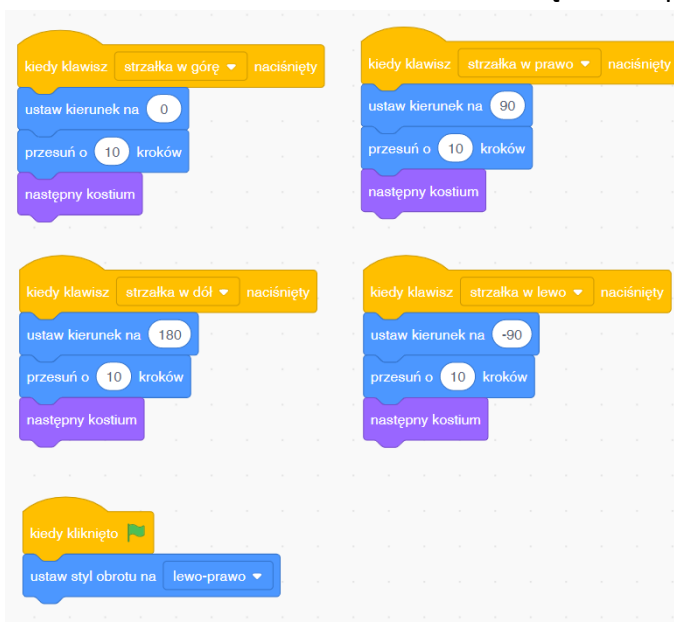 kiedy klawisz strzałka w górę naciśnięty
ustaw kierunek na 0
przesuń o 10 kroków
następny kostium
kiedy klawisz strzałka w prawo naciśnięty
ustaw kierunek na 90
przesuń o 10 kroków
następny kostium
kiedy klawisz strzałka w dół naciśnięty
ustaw kierunek na 180
przesuń o 10 kroków
następny kostium
kiedy klawisz strzałka w lewo naciśnięty
ustaw kierunek na -90
przesuń o 10 kroków
następny kostium
kiedy kliknięto
ustaw styl obrotu na lewo-prawo